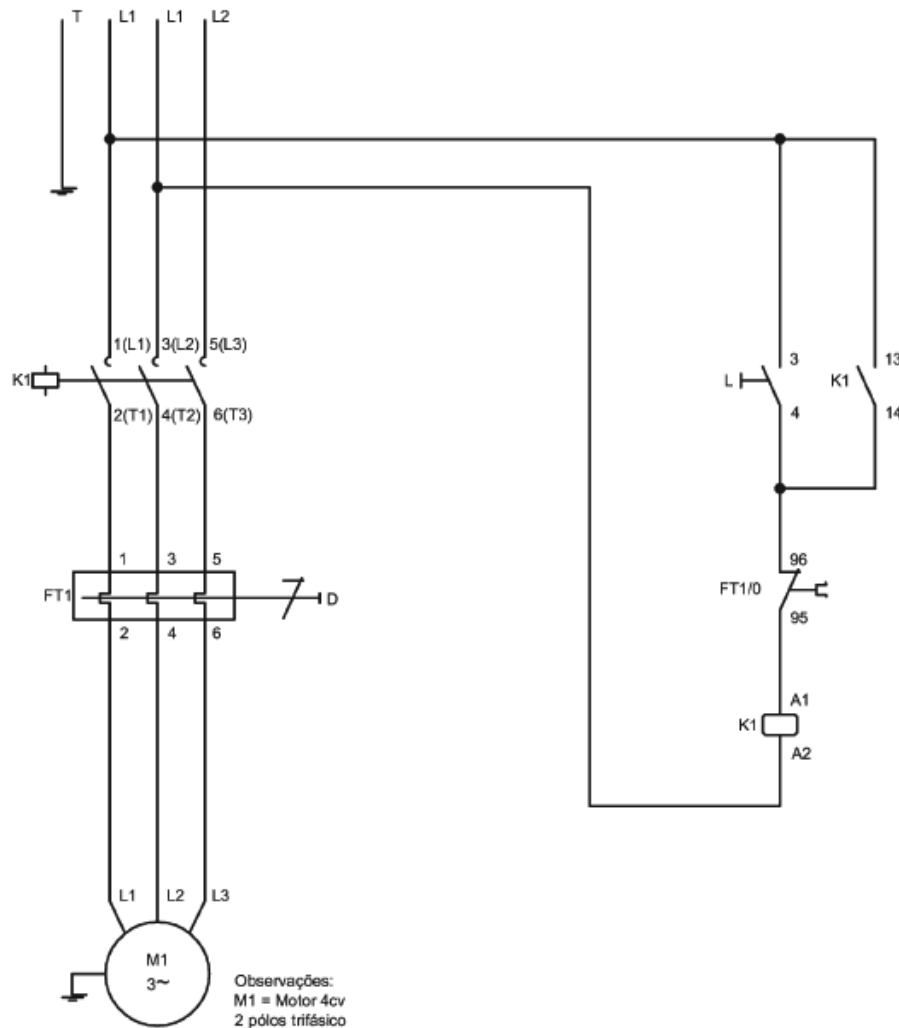 T L1 L1 L2
1(L1) 3(L2) 5(L3)
K1
2(T1) 4(T2) 6(T3)
3 13
L K1
4 14
1 3 5
FT1 D
2 4 6
96
FT1/0
95
A1
K1
A2
L1 L2 L3
M1
3~
Observações:
M1 = Motor 4cv
2 pólos trifásico